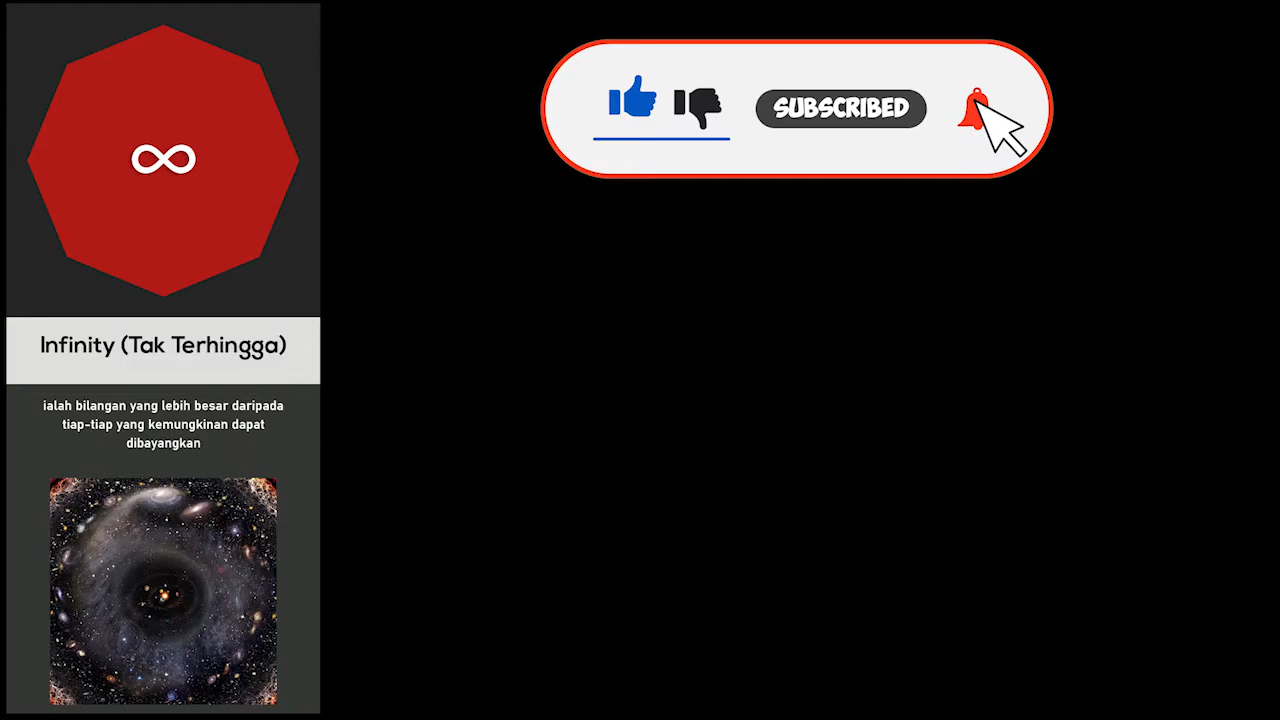 ∞
SUBSCRIBED
Infinity (Tak Terhingga)
ialah bilangan yang lebih besar daripada
tiap-tiap yang kemungkinan dapat
dibayangkan